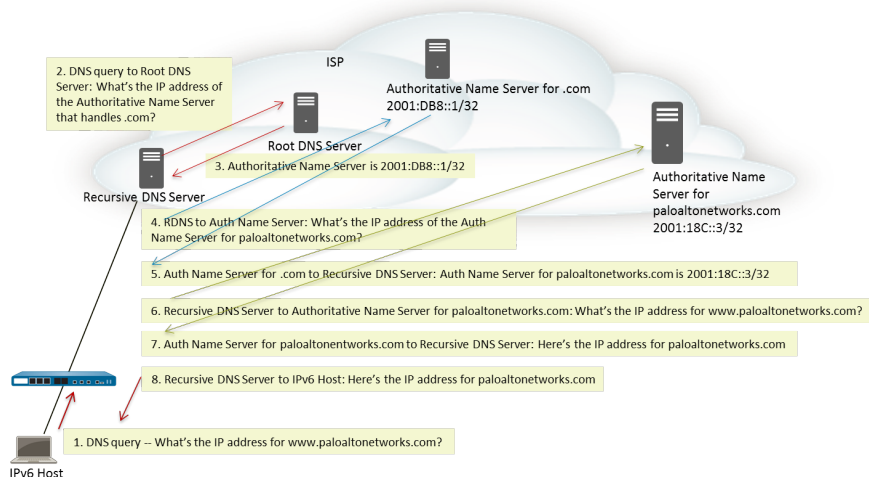 ISP
2. DNS query to Root DNS
Server: What's the IP address of
the Authoritative Name Server
that handles .com?
Authoritative Name Server for .com
2001:DB8::1/32
Root DNS Server
3. Authoritative Name Server is 2001:DB8::1/32
Recursive DNS Server
Authoritative Name
Server for
paloaltonetworks.com
2001:18C::3/32
4. RDNS to Auth Name Server: What's the IP address of the Auth
Name Server for paloaltonetworks.com?
5. Auth Name Server for .com to Recursive DNS Server: Auth Name Server for paloaltonetworks.com is 2001:18C::3/32
6. Recursive DNS Server to Authoritative Name Server for paloaltonetworks.com: What's the IP address for www.paloaltonetworks.com?
7. Auth Name Server for paloaltonentworks.com to Recursive DNS Server: Here's the IP address for paloaltonetworks.com
8. Recursive DNS Server to IPv6 Host: Here's the IP address for paloaltonetworks.com
1. DNS query -- What's the IP address for www.paloaltonetworks.com?
IPv6 Host